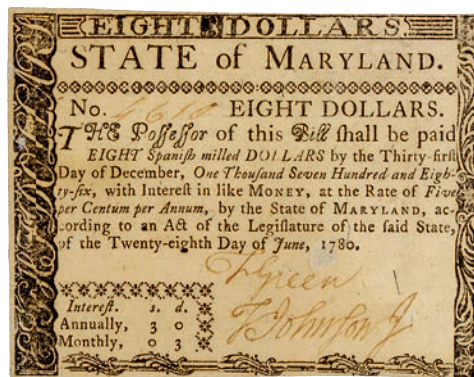 EIGHT DOLLARS.
STATE of MARYLAND.
No. EIGHT DOLLARS.
THE Poſſeſſor of this Bill ſhall be paid
EIGHT Spaniſh milled DOLLARS by the Thirty-firſt
Day of December, One Thouſand Seven Hundred and Eigh-
ty-ſix, with Intereſt in like MONEY, at the Rate of Five
per Centum per Annum, by the State of MARYLAND, ac-
cording to an Act of the Legiſlature of the ſaid State,
of the Twenty-eighth Day of June, 1780.
T Green
T Johnſon Jr
Intereſt. s. d.
Annually, 3 0
Monthly, 0 3